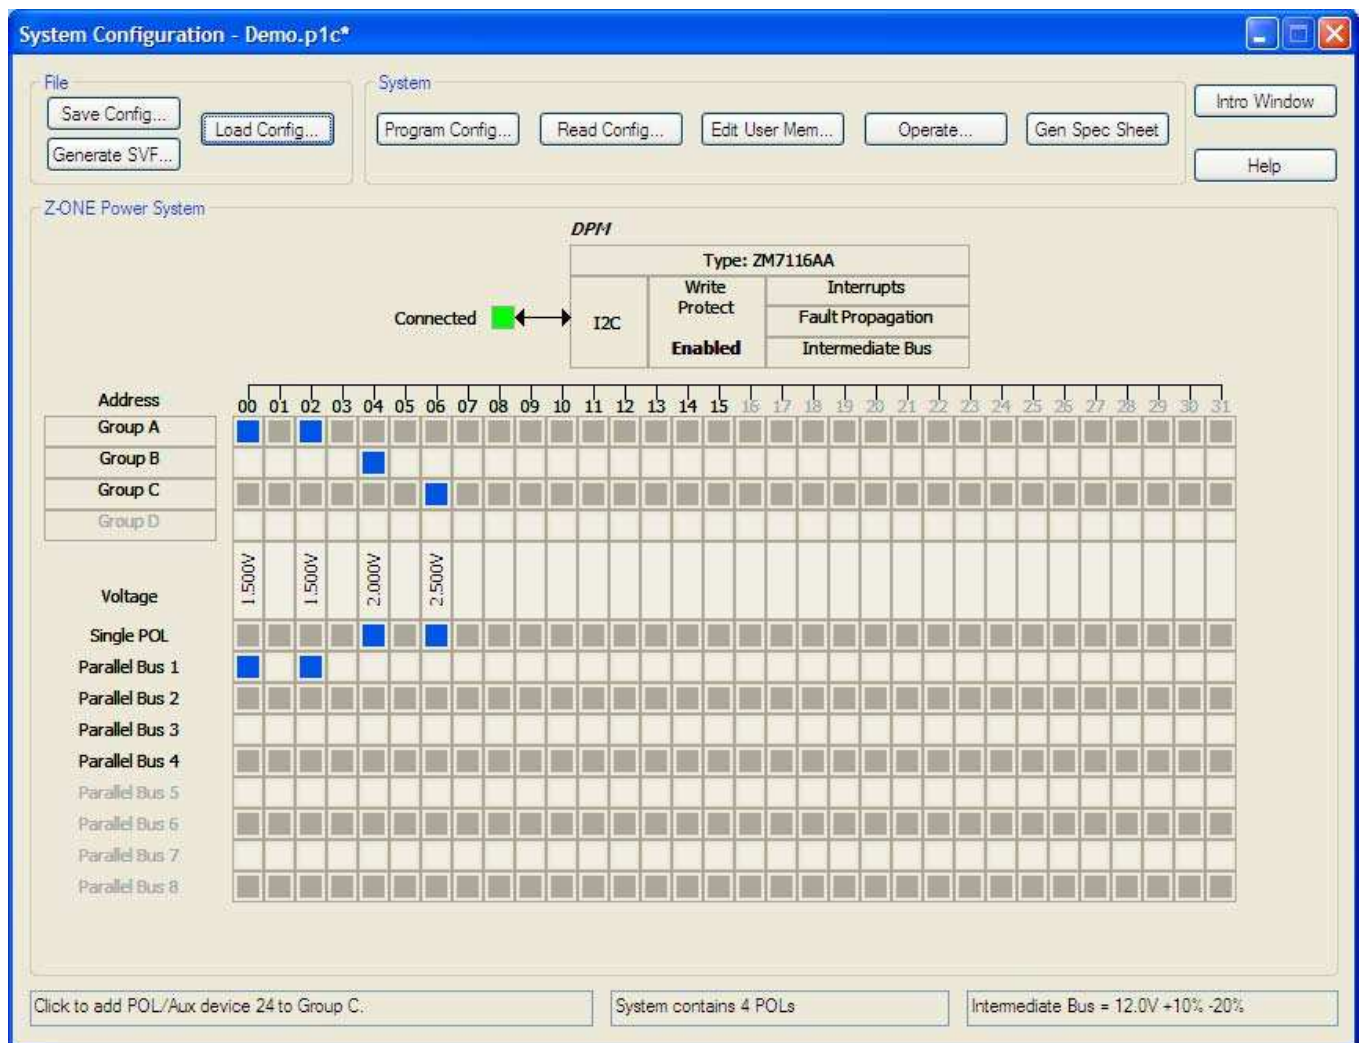 System Configuration - Demo.p1c*
File
System
Save Config...
Load Config...
Generate SVF...
Program Config...
Read Config...
Edit User Mem...
Operate...
Gen Spec Sheet
Intro Window
Help
Z-ONE Power System
DPM
Type: ZM7116AA
Connected
I2C
Write
Protect
Enabled
Interrupts
Fault Propagation
Intermediate Bus
Address 00 01 02 03 04 05 06 07 08 09 10 11 12 13 14 15 16 17 18 19 20 21 22 23 24 25 26 27 28 29 30 31
Group A
Group B
Group C
Group D
Voltage 1.500V 1.500V 2.000V 2.500V
Single POL
Parallel Bus 1
Parallel Bus 2
Parallel Bus 3
Parallel Bus 4
Parallel Bus 5
Parallel Bus 6
Parallel Bus 7
Parallel Bus 8
Click to add POL/Aux device 24 to Group C.
System contains 4 POLs
Intermediate Bus = 12.0V +10% -20%